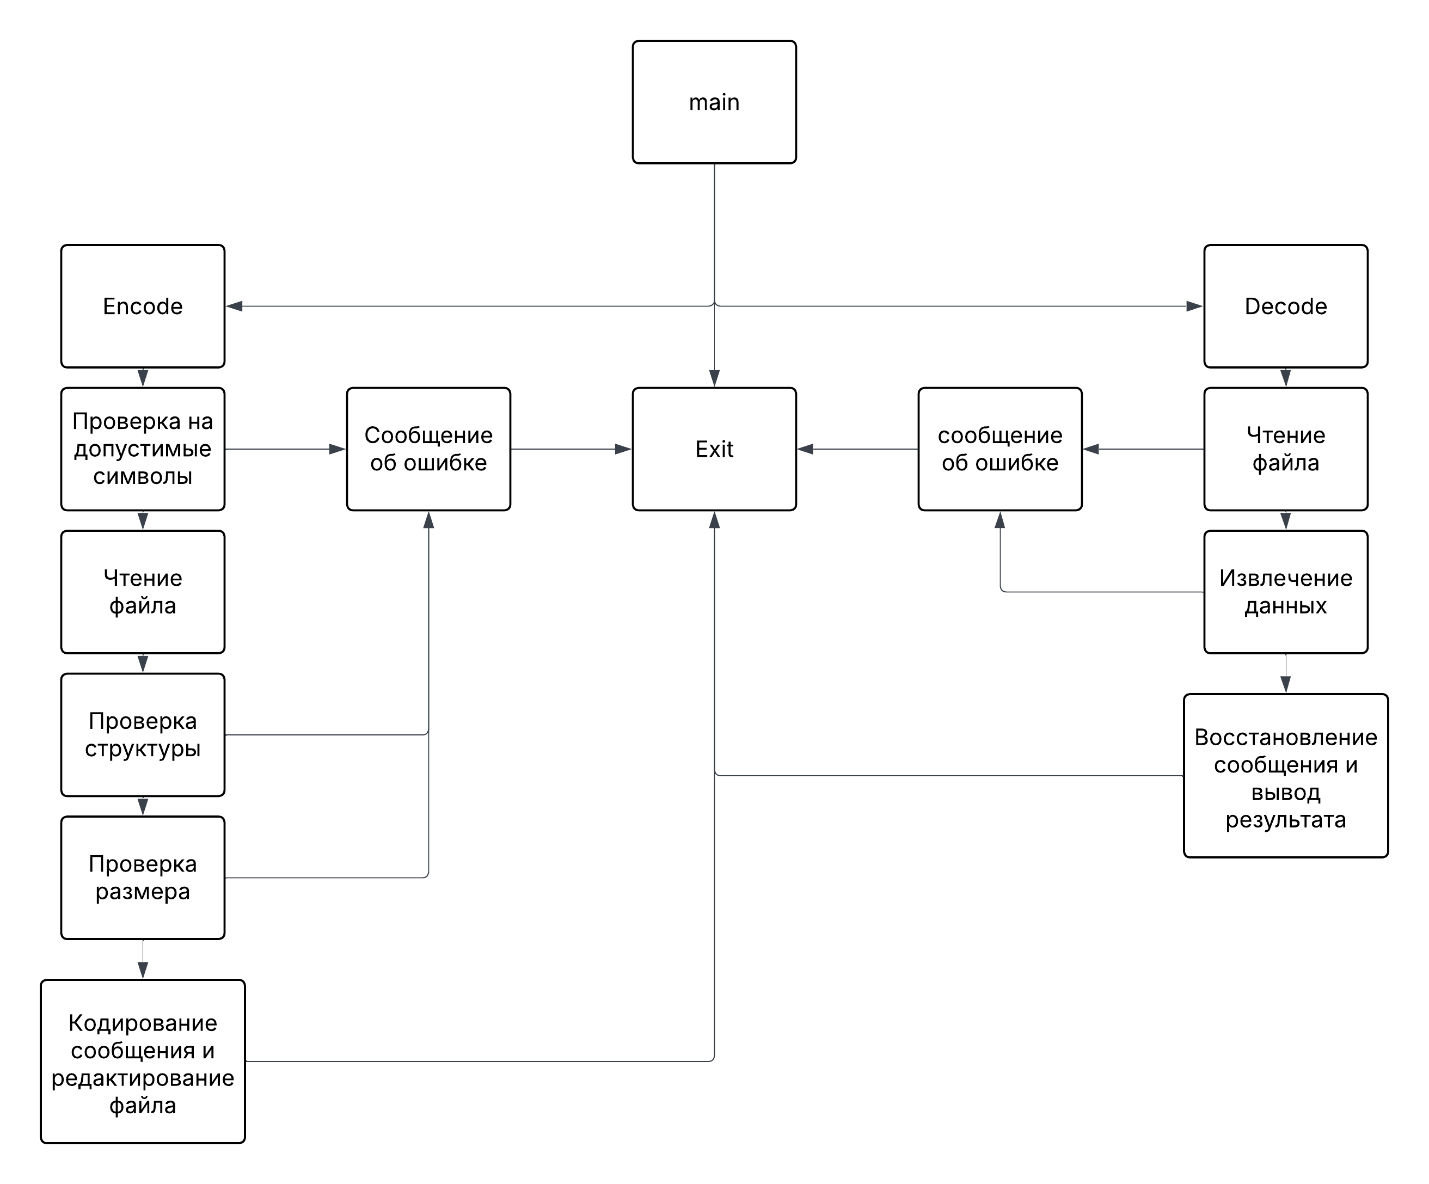 main
Encode
Decode
Проверка на
допустимые
символы
Сообщение
об ошибке
Exit
сообщение
об ошибке
Чтение
файла
Чтение
файла
Извлечение
данных
Проверка
структуры
Восстановление
сообщения и
вывод
результата
Проверка
размера
Кодирование
сообщения и
редактирование
файла